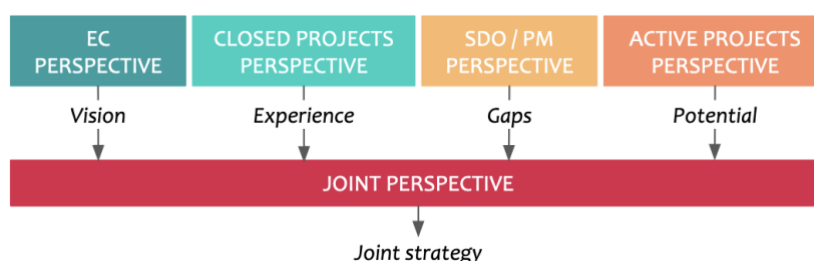 EC
PERSPECTIVE
CLOSED PROJECTS
PERSPECTIVE
SDO / PM
PERSPECTIVE
ACTIVE PROJECTS
PERSPECTIVE
Vision
Experience
Gaps
Potential
JOINT PERSPECTIVE
Joint strategy